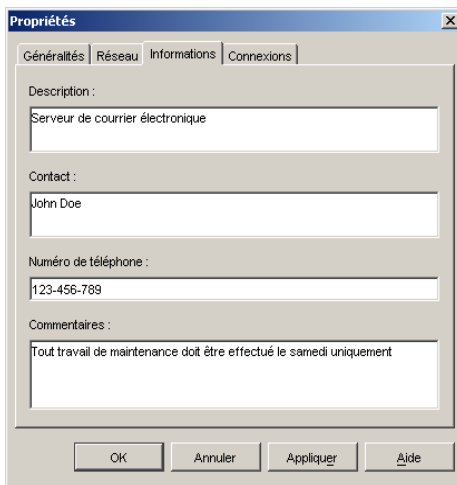 Propriétés
Généralités Réseau Informations Connexions
Description :
Serveur de courrier électronique
Contact :
John Doe
Numéro de téléphone :
123-456-789
Commentaires :
Tout travail de maintenance doit être effectué le samedi uniquement
OK Annuler Appliquer Aide